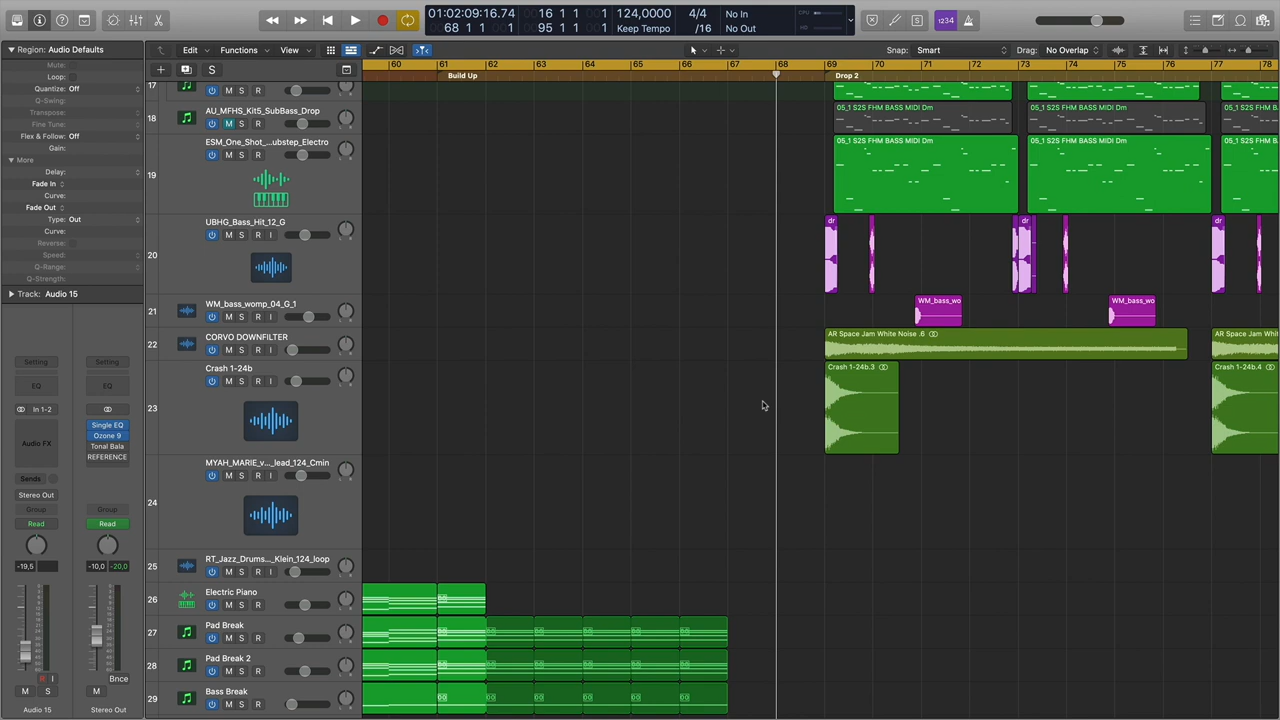 01:02:09:16.74
68 1 1 1
16 1 1 1
95 1 1 1
124,0000
Keep Tempo
4/4
/16
No In
No Out
CPU
HD
1234
Region: Audio Defaults
Edit
Functions
View
Snap: Smart
Drag: No Overlap
Mute:
Loop:
Quantize: Off
Q-Swing:
Transpose:
Fine Tune:
Flex & Follow: Off
Gain:
More
Delay:
Fade In
Curve:
Fade Out
Type: Out
Curve:
Reverse:
Speed:
Q-Range:
Q-Strength:
Track: Audio 15
Setting
Setting
EQ
EQ
In 1-2
Audio FX
Single EQ
Ozone 9
Tonal Bala
REFERENCE
Sends
Stereo Out
Group
Group
Read
Read
-19,5
-10,0 -20,0
R I
Bnce
M S
M
Audio 15
Stereo Out
S
60 61 62 63 64 65 66 67 68 69 70 71 72 73 74 75 76 77 78
Build Up
Drop 2
17
M S R
18
AU_MFHS_Kit5_SubBass_Drop
M S R
05_1 S2S FHM BASS MIDI Dm
05_1 S2S FHM BASS MIDI Dm
05_1 S2S FHM B
19
ESM_One_Shot_...ubstep_Electro
M S R
05_1 S2S FHM BASS MIDI Dm
05_1 S2S FHM BASS MIDI Dm
05_1 S2S FHM B
20
UBHG_Bass_Hit_12_G
M S R I
dr
dr
dr
21
WM_bass_womp_04_G_1
M S R I
WM_bass_wo
WM_bass_wo
22
CORVO DOWNFILTER
M S R I
AR Space Jam White Noise .6
AR Space Jam Whit
23
Crash 1-24b
M S R I
Crash 1-24b.3
Crash 1-24b.4
24
MYAH_MARIE_v..._lead_124_Cmin
M S R I
25
RT_Jazz_Drums..._Klein_124_loop
M S R I
26
Electric Piano
M S R
27
Pad Break
M S R
28
Pad Break 2
M S R
29
Bass Break
M S R